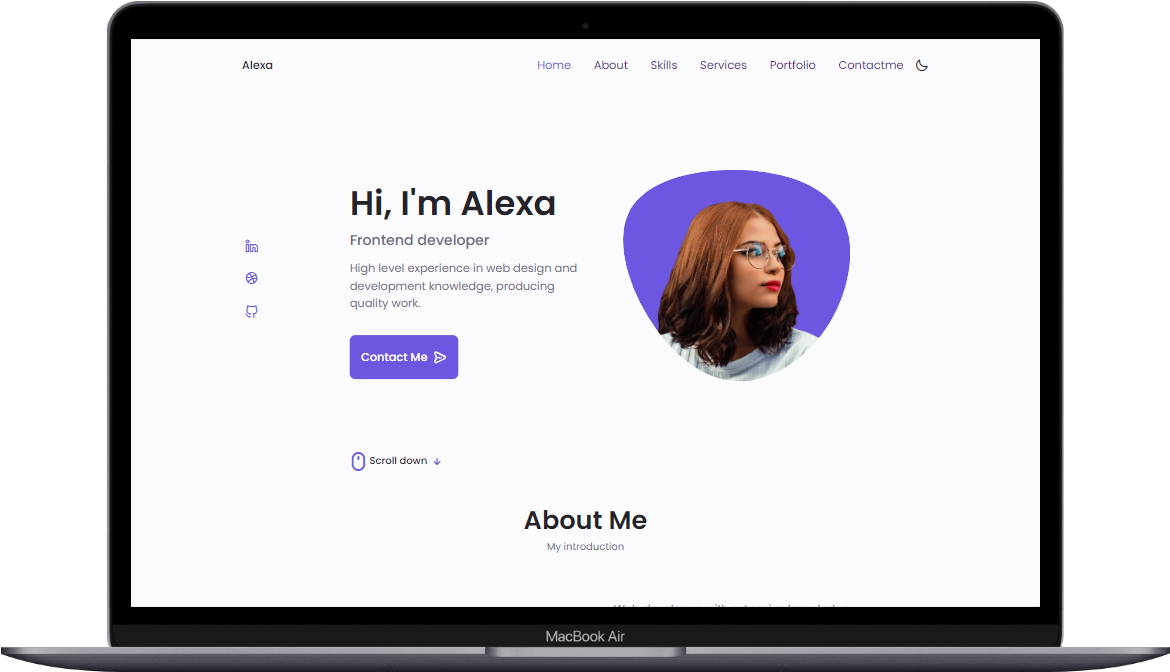 Alexa
Home About Skills Services Portfolio Contactme
Hi, I'm Alexa
Frontend developer
High level experience in web design and
development knowledge, producing
quality work.
Contact Me
Scroll down
About Me
My introduction
MacBook Air